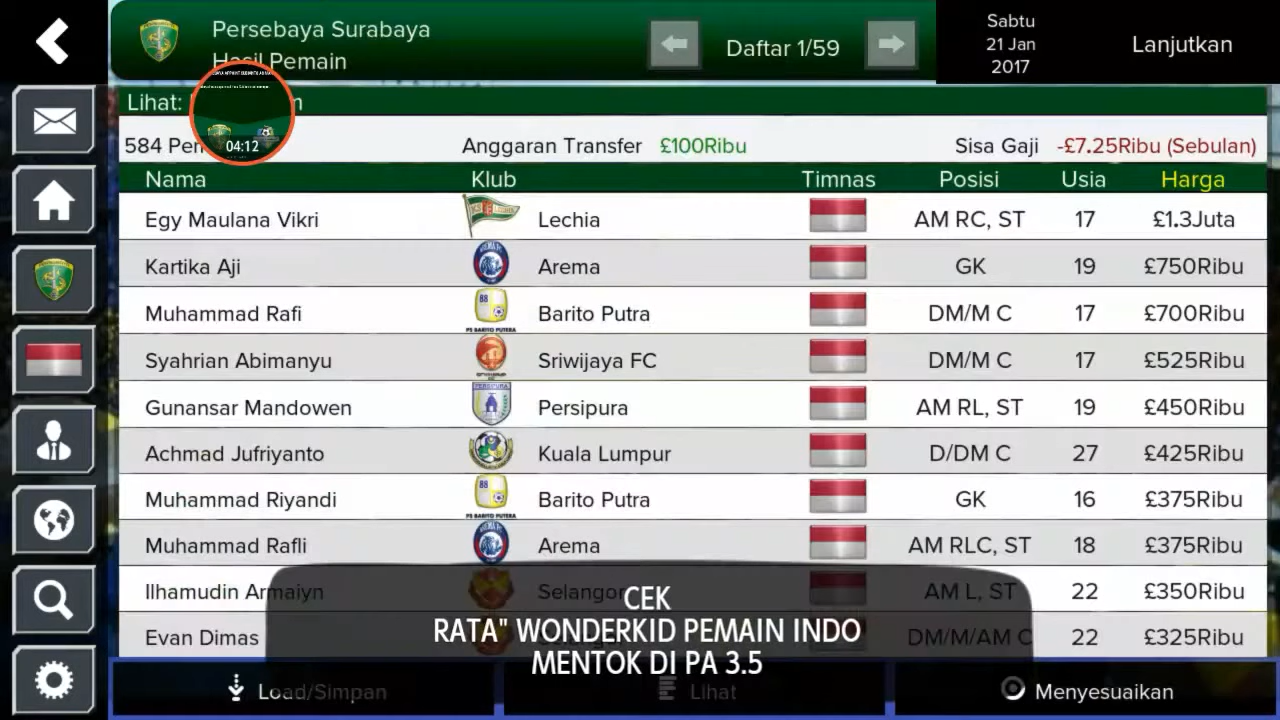 Persebaya Surabaya
Hasil Pemain
Daftar 1/59
Sabtu
21 Jan
2017
Lanjutkan
Lihat:
584
Anggaran Transfer £100Ribu
Sisa Gaji -£7.25Ribu (Sebulan)
04:12
Nama Klub Timnas Posisi Usia Harga
Egy Maulana Vikri Lechia AM RC, ST 17 £1.3Juta
Kartika Aji Arema GK 19 £750Ribu
Muhammad Rafi Barito Putra DM/M C 17 £700Ribu
Syahrian Abimanyu Sriwijaya FC DM/M C 17 £525Ribu
Gunansar Mandowen Persipura AM RL, ST 19 £450Ribu
Achmad Jufriyanto Kuala Lumpur D/DM C 27 £425Ribu
Muhammad Riyandi Barito Putra GK 16 £375Ribu
Muhammad Rafli Arema AM RLC, ST 18 £375Ribu
Ilhamudin Armaiyn Selangor AM L, ST 22 £350Ribu
Evan Dimas DM/M/AM C 22 £325Ribu
CEK
RATA" WONDERKID PEMAIN INDO
MENTOK DI PA 3.5
Load/Simpan Lihat Menyesuaikan